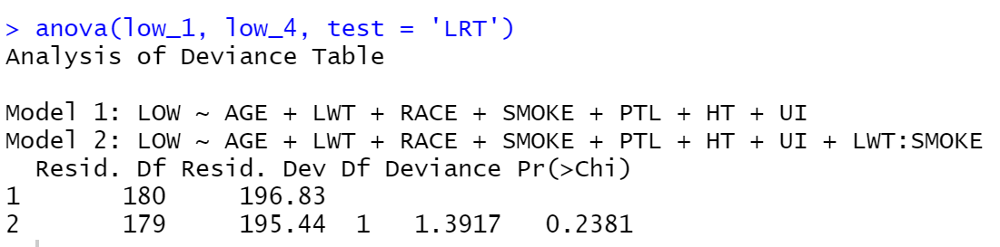 > anova(low_1, low_4, test = 'LRT')
Analysis of Deviance Table
Model 1: LOW ~ AGE + LWT + RACE + SMOKE + PTL + HT + UI
Model 2: LOW ~ AGE + LWT + RACE + SMOKE + PTL + HT + UI + LWT:SMOKE
Resid. Df Resid. Dev Df Deviance Pr(>Chi)
1 180 196.83
2 179 195.44 1 1.3917 0.2381